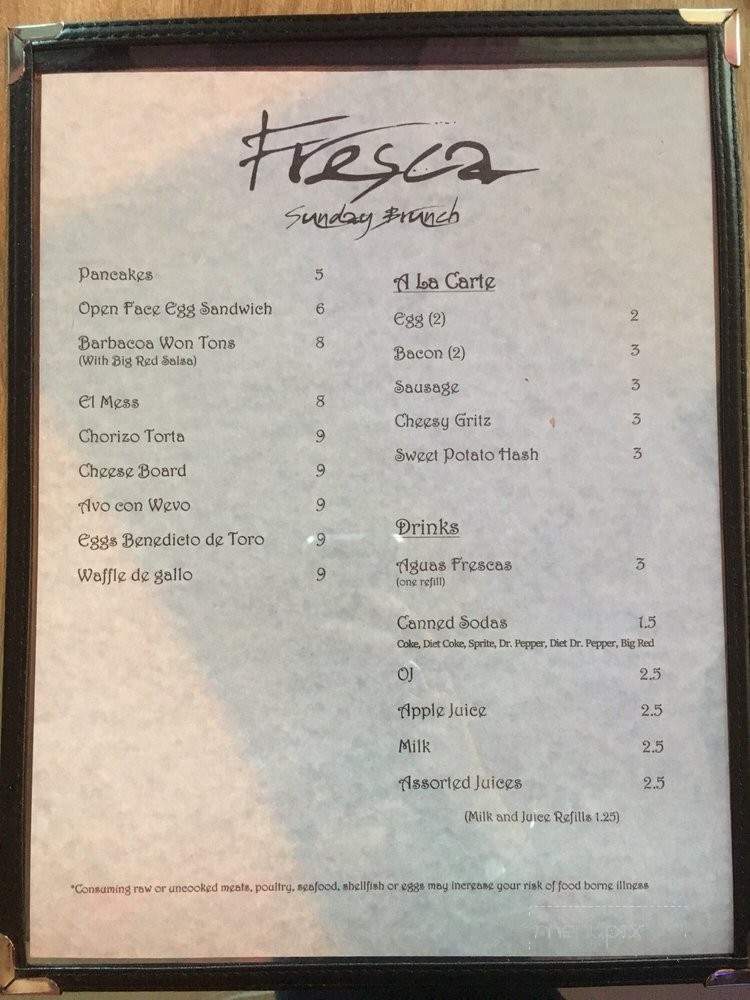 Fresca
Sunday Brunch
Pancakes 5
Open Face Egg Sandwich 6
Barbacoa Won Tons 8
(With Big Red Salsa)
El Mess 8
Chorizo Torta 9
Cheese Board 9
Avo con Wevo 9
Eggs Benedicto de Toro 9
Waffle de gallo 9
A La Carte
Egg (2) 2
Bacon (2) 3
Sausage 3
Cheesy Gritz 3
Sweet Potato Hash 3
Drinks
Aguas Frescas 3
(one refill)
Canned Sodas 1.5
Coke, Diet Coke, Sprite, Dr. Pepper, Diet Dr. Pepper, Big Red
OJ 2.5
Apple Juice 2.5
Milk 2.5
Assorted Juices 2.5
(Milk and Juice Refills 1.25)
*Consuming raw or uncooked meats, poultry, seafood, shellfish or eggs may increase your risk of food borne illness
menupix